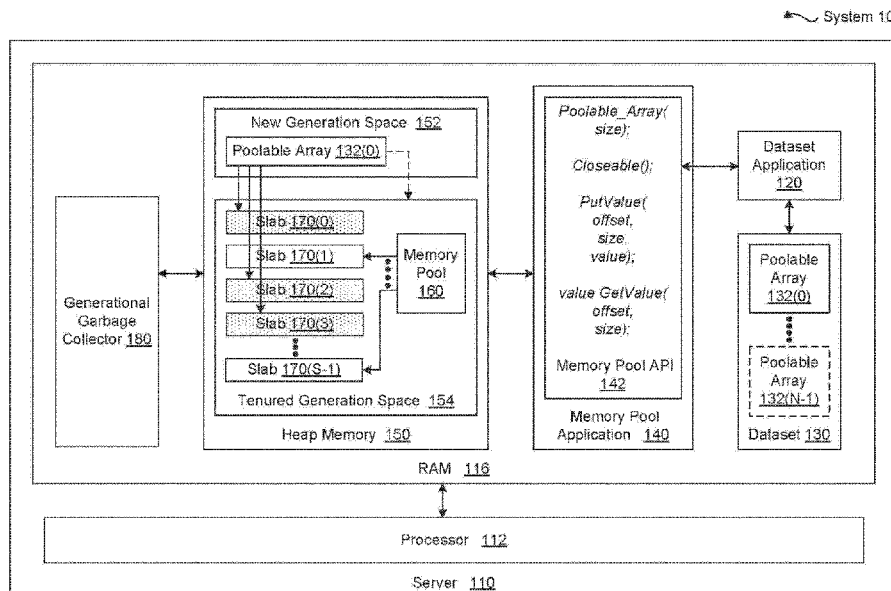 System 10
New Generation Space 152
Poolable Array 132(0)
Slab 170(0)
Slab 170(1)
Slab 170(2)
Slab 170(3)
Slab 170(S-1)
Memory
Pool
160
Tenured Generation Space 154
Heap Memory 150
Generational
Garbage
Collector 180
Poolable_Array(
size);
Closeable();
PutValue(
offset,
size,
value);
value GetValue(
offset,
size);
Memory Pool API
142
Memory Pool
Application 140
Dataset
Application
120
Poolable
Array
132(0)
Poolable
Array
132(N-1)
Dataset 130
RAM 116
Processor 112
Server 110